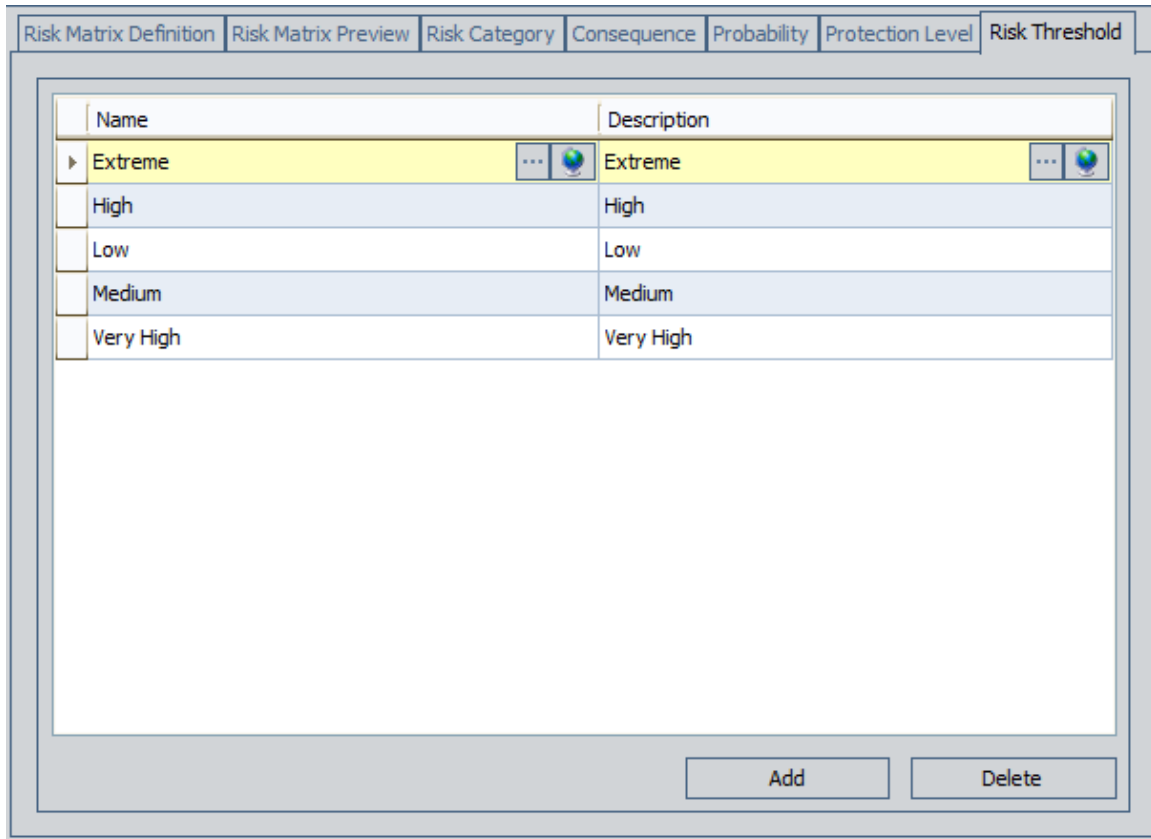 Risk Matrix Definition Risk Matrix Preview Risk Category Consequence Probability Protection Level Risk Threshold
Name Description
Extreme ... Extreme ...
High High
Low Low
Medium Medium
Very High Very High
Add Delete